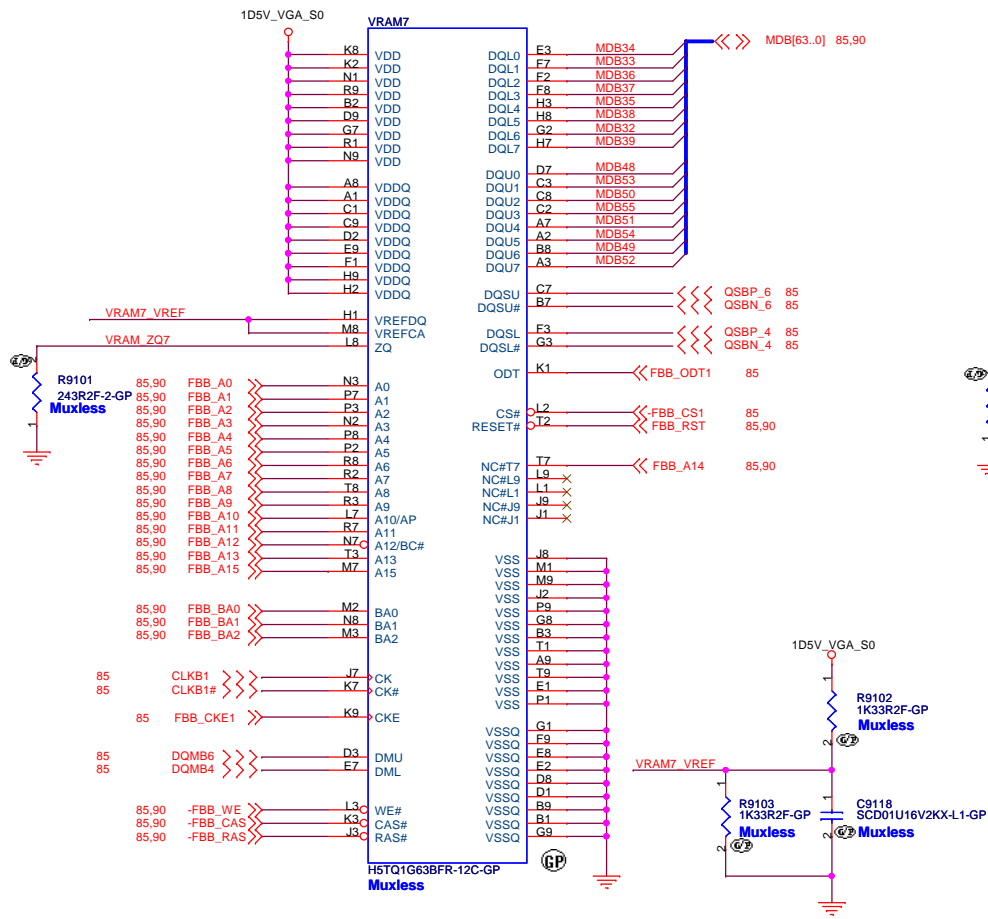 1D5V_VGA_S0
VRAM7
K8 VDD DQL0 E3 MDB34 MDB[63..0] 85,90
K2 VDD DQL1 F7 MDB33
N1 VDD DQL2 F2 MDB36
R9 VDD DQL3 F8 MDB37
B2 VDD DQL4 H3 MDB35
D9 VDD DQL5 H8 MDB38
G7 VDD DQL6 G2 MDB32
R1 VDD DQL7 H7 MDB39
N9 VDD
DQU0 D7 MDB48
A8 VDDQ DQU1 C3 MDB53
A1 VDDQ DQU2 C8 MDB50
C1 VDDQ DQU3 C2 MDB55
C9 VDDQ DQU4 A7 MDB51
D2 VDDQ DQU5 A2 MDB54
E9 VDDQ DQU6 B8 MDB49
F1 VDDQ DQU7 A3 MDB52
H9 VDDQ
H2 VDDQ DQSU C7 QSBP_6 85
DQSU# B7 QSBN_6 85
VRAM7_VREF H1 VREFDQ
M8 VREFCA DQSL F3 QSBP_4 85
VRAM_ZQ7 L8 ZQ DQSL# G3 QSBN_4 85
2
R9101
243R2F-2-GP
Muxless
1
ODT K1 FBB_ODT1 85
85,90 FBB_A0 N3 A0
85,90 FBB_A1 P7 A1
85,90 FBB_A2 P3 A2 CS# L2 -FBB_CS1 85
85,90 FBB_A3 N2 A3 RESET# T2 FBB_RST 85,90
85,90 FBB_A4 P8 A4
85,90 FBB_A5 P2 A5
85,90 FBB_A6 R8 A6 NC#T7 T7 FBB_A14 85,90
85,90 FBB_A7 R2 A7 NC#L9 L9
85,90 FBB_A8 T8 A8 NC#L1 L1
85,90 FBB_A9 R3 A9 NC#J9 J9
85,90 FBB_A10 L7 A10/AP NC#J1 J1
85,90 FBB_A11 R7 A11
85,90 FBB_A12 N7 A12/BC#
85,90 FBB_A13 T3 A13 VSS J8
85,90 FBB_A15 M7 A15 VSS M1
VSS M9
VSS J2
85,90 FBB_BA0 M2 BA0 VSS P9
85,90 FBB_BA1 N8 BA1 VSS G8
85,90 FBB_BA2 M3 BA2 VSS B3
VSS T1
VSS A9
85 CLKB1 J7 CK VSS T9
85 CLKB1# K7 CK# VSS E1
VSS P1
85 FBB_CKE1 K9 CKE
VSSQ G1
VSSQ F9
85 DQMB6 D3 DMU VSSQ E8
85 DQMB4 E7 DML VSSQ E2
VSSQ D8
VSSQ D1
85,90 -FBB_WE L3 WE# VSSQ B9
85,90 -FBB_CAS K3 CAS# VSSQ B1
85,90 -FBB_RAS J3 RAS# VSSQ G9
H5TQ1G63BFR-12C-GP
Muxless
GP
1
1D5V_VGA_S0
1
R9102
1K33R2F-GP
Muxless
2 G/P
VRAM7_VREF
1
R9103
1K33R2F-GP
Muxless
2 G/P
1
C9118
SCD01U16V2KX-L1-GP
Muxless
2 G/P